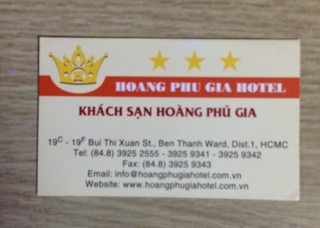 HOANG PHU GIA HOTEL
KHÁCH SẠN HOÀNG PHÚ GIA
19C - 19F Bui Thi Xuan St., Ben Thanh Ward, Dist.1, HCMC
Tel: (84.8) 3925 2555 - 3925 9341 - 3925 9342
Fax: (84.8) 3925 9343
Email: info@hoangphugiahotel.com.vn
Website: www.hoangphugiahotel.com.vn